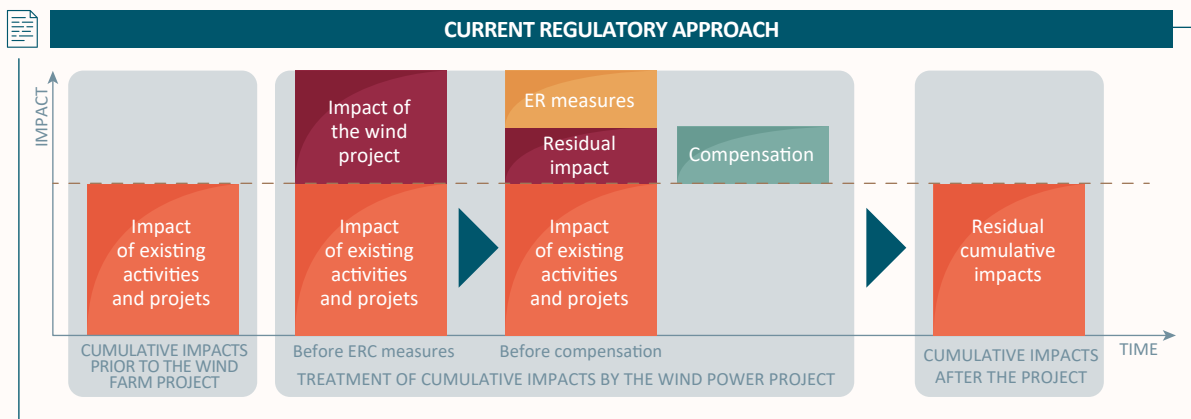 CURRENT REGULATORY APPROACH
IMPACT
Impact
of existing
activities
and projets
CUMULATIVE IMPACTS
PRIOR TO THE WIND
FARM PROJECT
Impact of
the wind
project
Impact
of existing
activities
and projets
Before ERC measures
ER measures
Residual
impact
Impact
of existing
activities
and projets
Before compensation
Compensation
TREATMENT OF CUMULATIVE IMPACTS BY THE WIND POWER PROJECT
Residual
cumulative
impacts
CUMULATIVE IMPACTS
AFTER THE PROJECT
TIME